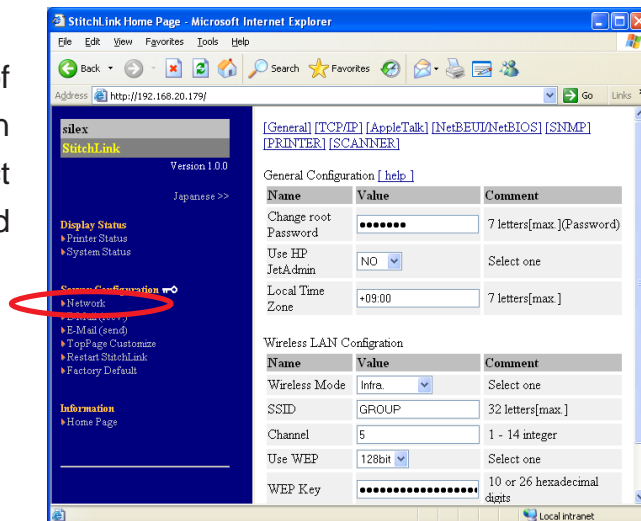 StitchLink Home Page - Microsoft Internet Explorer
File Edit View Favorites Tools Help
Back Search Favorites
Address http://192.168.20.179/ Go Links
of
n
ct
d
silex
StitchLink
Version 1.0.0
Japanese >>
Display Status
Printer Status
System Status
Server Configuration
Network
E-Mail (recv)
E-Mail (send)
TopPage Customize
Restart StitchLink
Factory Default
Information
Home Page
[General] [TCP/IP] [AppleTalk] [NetBEUI/NetBIOS] [SNMP]
[PRINTER] [SCANNER]
General Configuration [ help ]
Name Value Comment
Change root
Password ●●●●●●● 7 letters[max.](Password)
Use HP
JetAdmin NO Select one
Local Time
Zone +09:00 7 letters[max.]
Wireless LAN Configration
Name Value Comment
Wireless Mode Infra. Select one
SSID GROUP 32 letters[max.]
Channel 5 1 - 14 integer
Use WEP 128bit Select one
WEP Key 10 or 26 hexadecimal
digits
Local intranet